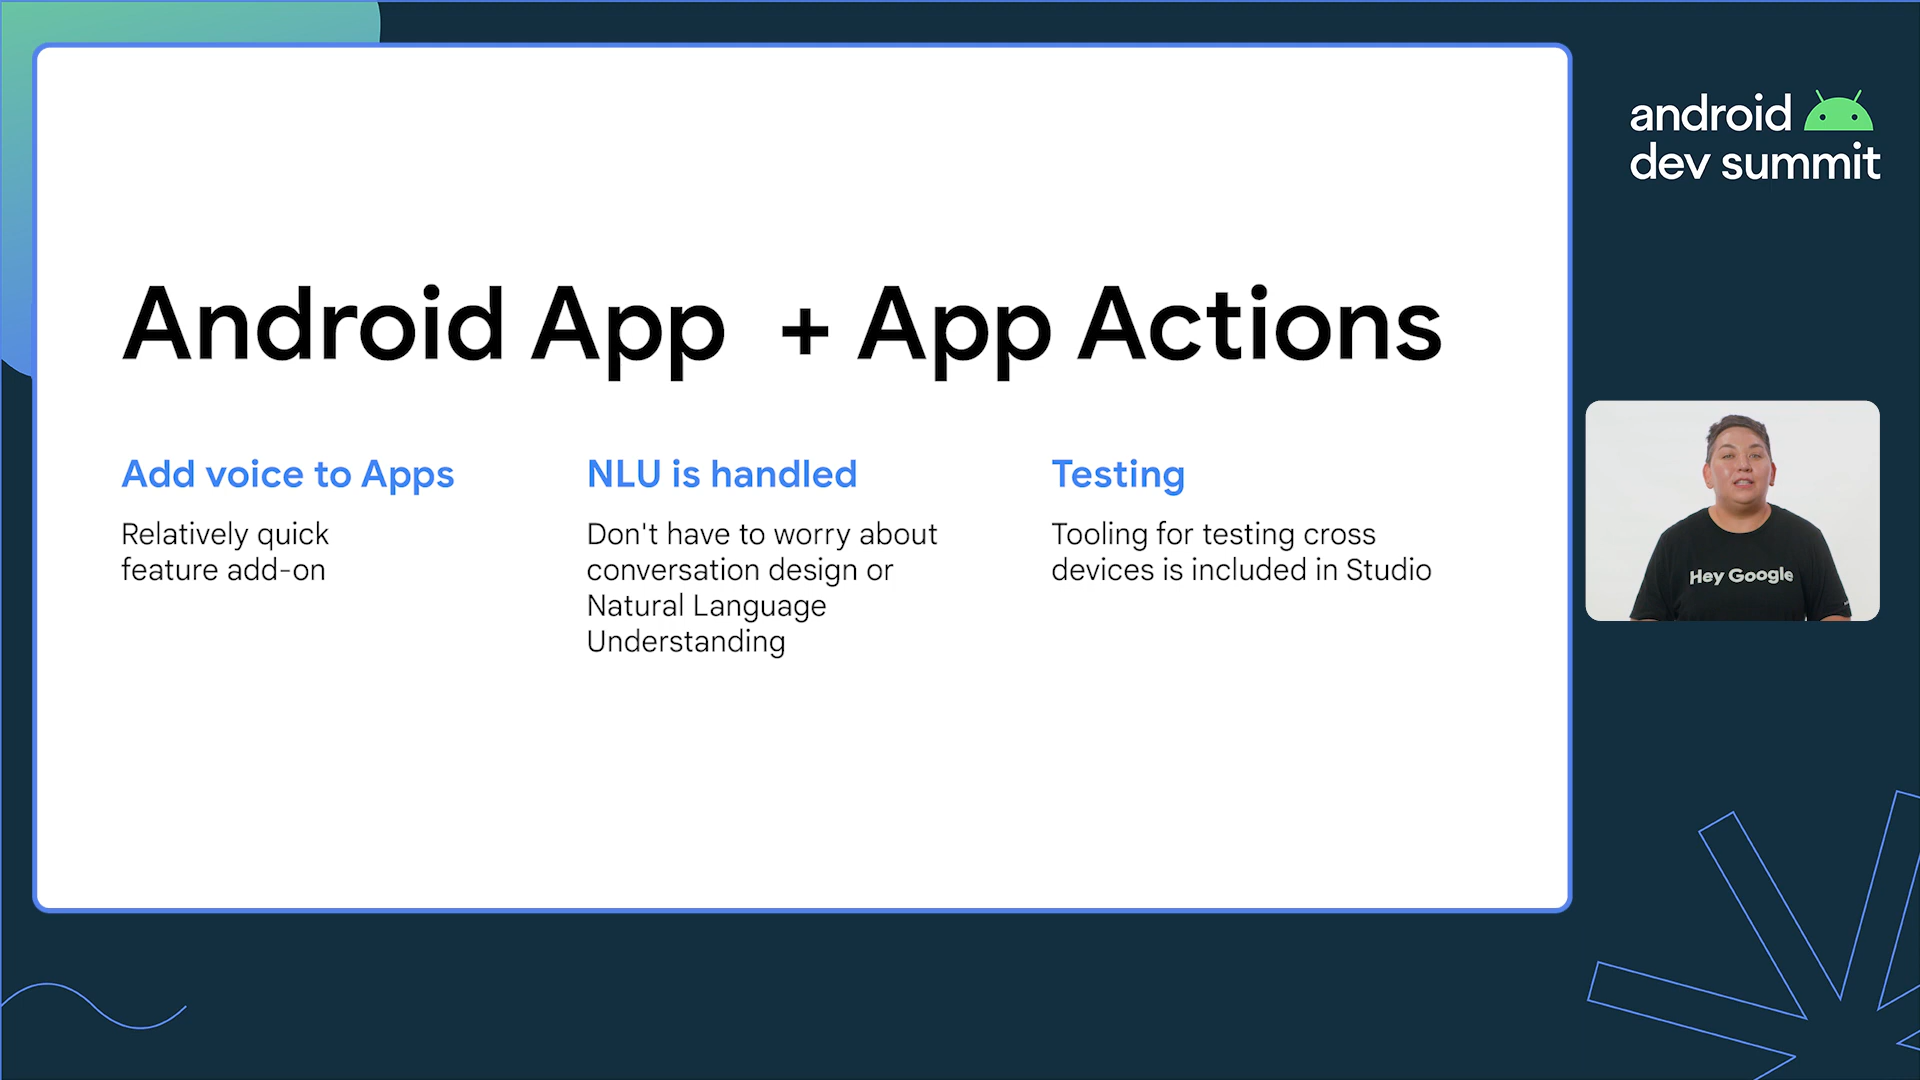 Android App + App Actions
Add voice to Apps
Relatively quick
feature add-on
NLU is handled
Don't have to worry about
conversation design or
Natural Language
Understanding
Testing
Tooling for testing cross
devices is included in Studio
android
dev summit
Hey Google